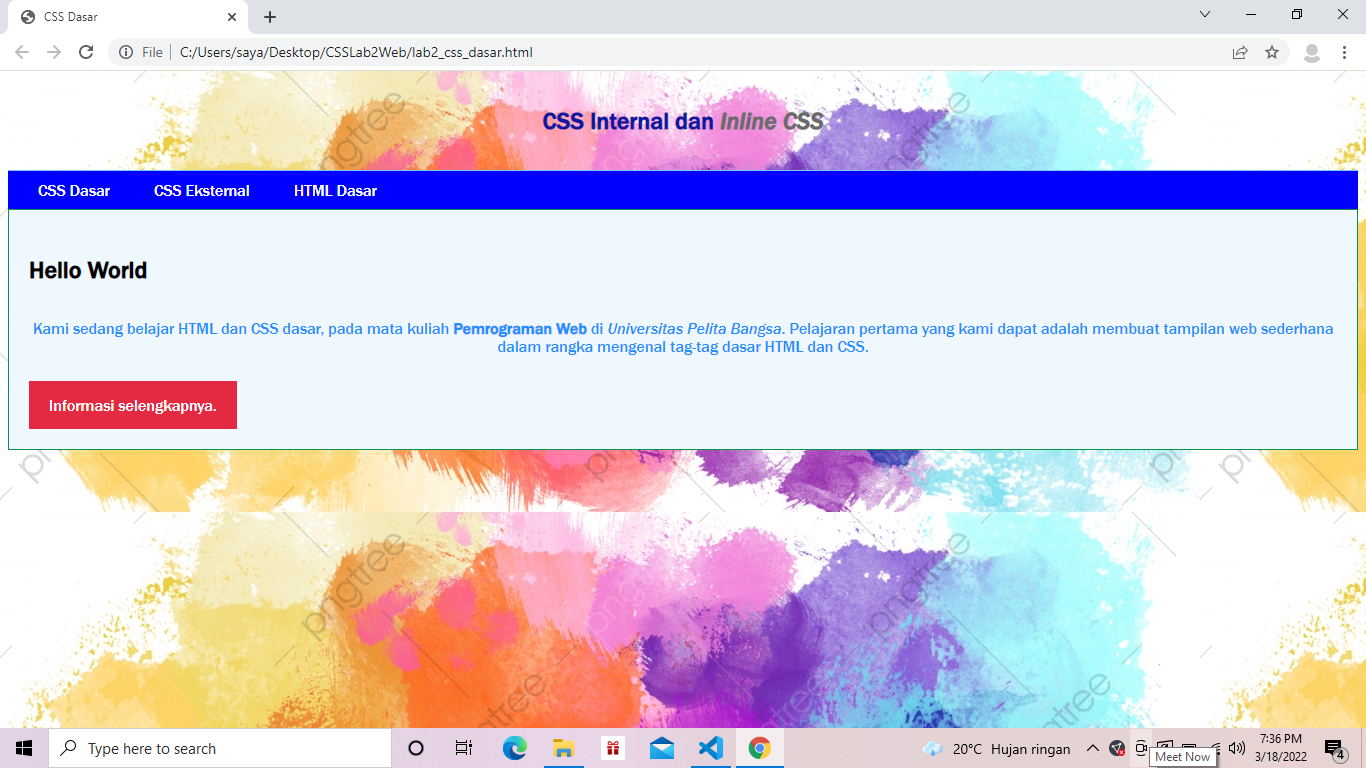 CSS Dasar
File
C:/Users/saya/Desktop/CSSLab2Web/lab2_css_dasar.html
CSS Internal dan Inline CSS
CSS Dasar CSS Eksternal HTML Dasar
Hello World
Kami sedang belajar HTML dan CSS dasar, pada mata kuliah Pemrograman Web di Universitas Pelita Bangsa. Pelajaran pertama yang kami dapat adalah membuat tampilan web sederhana
dalam rangka mengenal tag-tag dasar HTML dan CSS.
Informasi selengkapnya.
pngtree
pngtree
pngtree
pngtree
pngtree
Type here to search
20°C Hujan ringan
7:36 PM
3/18/2022
4
Meet Now